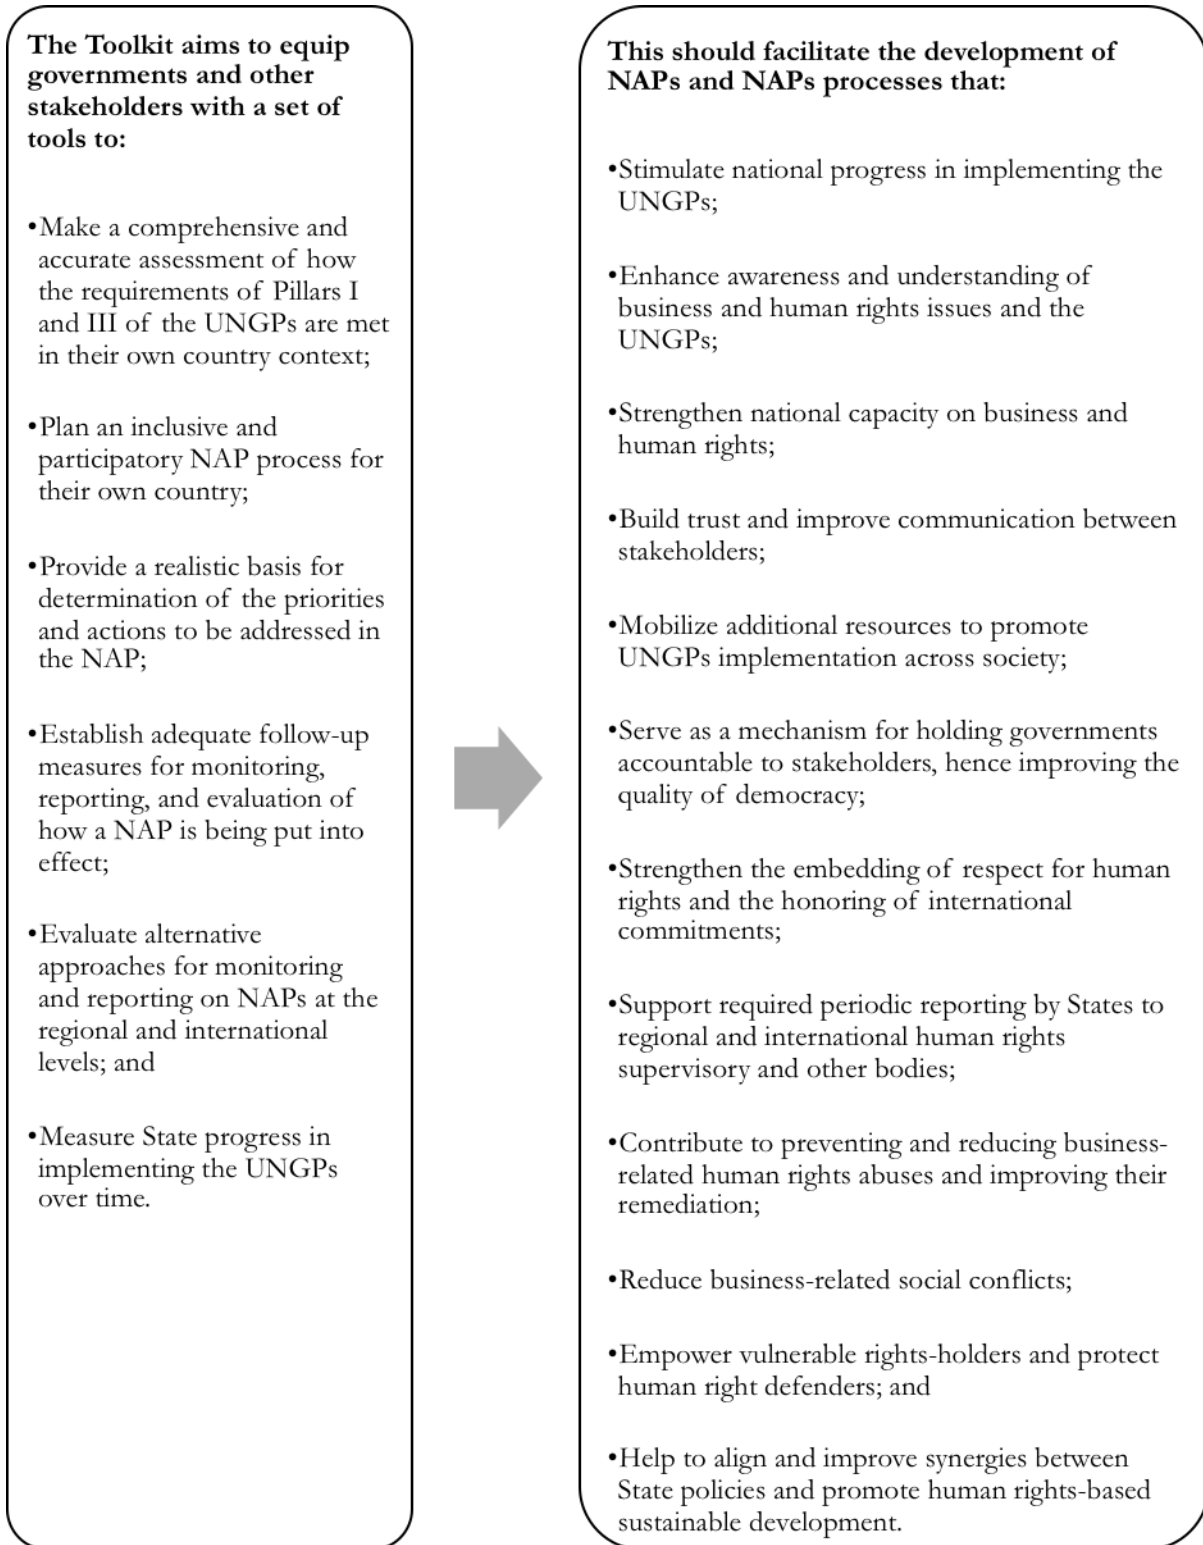 The Toolkit aims to equip
governments and other
stakeholders with a set of
tools to:
•Make a comprehensive and
accurate assessment of how
the requirements of Pillars I
and III of the UNGPs are met
in their own country context;
•Plan an inclusive and
participatory NAP process for
their own country;
•Provide a realistic basis for
determination of the priorities
and actions to be addressed in
the NAP;
•Establish adequate follow-up
measures for monitoring,
reporting, and evaluation of
how a NAP is being put into
effect;
•Evaluate alternative
approaches for monitoring
and reporting on NAPs at the
regional and international
levels; and
•Measure State progress in
implementing the UNGPs
over time.
This should facilitate the development of
NAPs and NAPs processes that:
•Stimulate national progress in implementing the
UNGPs;
•Enhance awareness and understanding of
business and human rights issues and the
UNGPs;
•Strengthen national capacity on business and
human rights;
•Build trust and improve communication between
stakeholders;
•Mobilize additional resources to promote
UNGPs implementation across society;
•Serve as a mechanism for holding governments
accountable to stakeholders, hence improving the
quality of democracy;
•Strengthen the embedding of respect for human
rights and the honoring of international
commitments;
•Support required periodic reporting by States to
regional and international human rights
supervisory and other bodies;
•Contribute to preventing and reducing business-
related human rights abuses and improving their
remediation;
•Reduce business-related social conflicts;
•Empower vulnerable rights-holders and protect
human right defenders; and
•Help to align and improve synergies between
State policies and promote human rights-based
sustainable development.